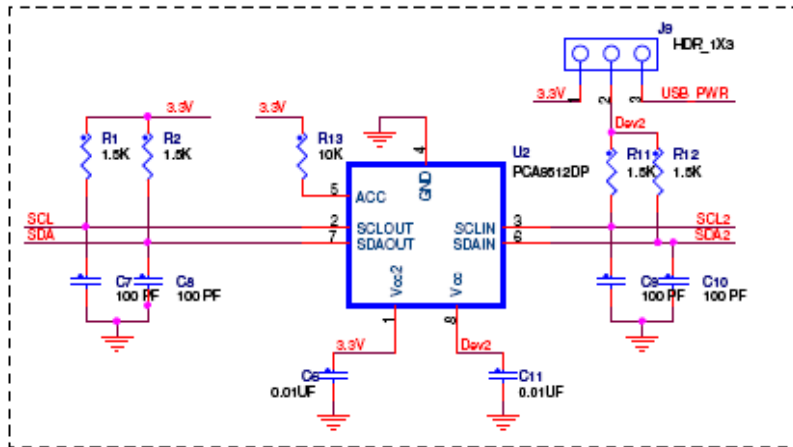 J9
HDR_1X3
3.3V
1
2
3
USB PWR
3.3V
3.3V
Dev2
R1
1.5K
R2
1.5K
R13
10K
4
GND
U2
PCA9512DP
R11
1.5K
R12
1.5K
5
ACC
SCL
2
SCLOUT
SCLIN
3
SCL2
SDA
7
SDAOUT
SDAIN
6
SDA2
C7
100 PF
C8
100 PF
Vcc2
Vcc
C9
100 PF
C10
100 PF
1
8
3.3V
Dev2
C6
0.01UF
C11
0.01UF